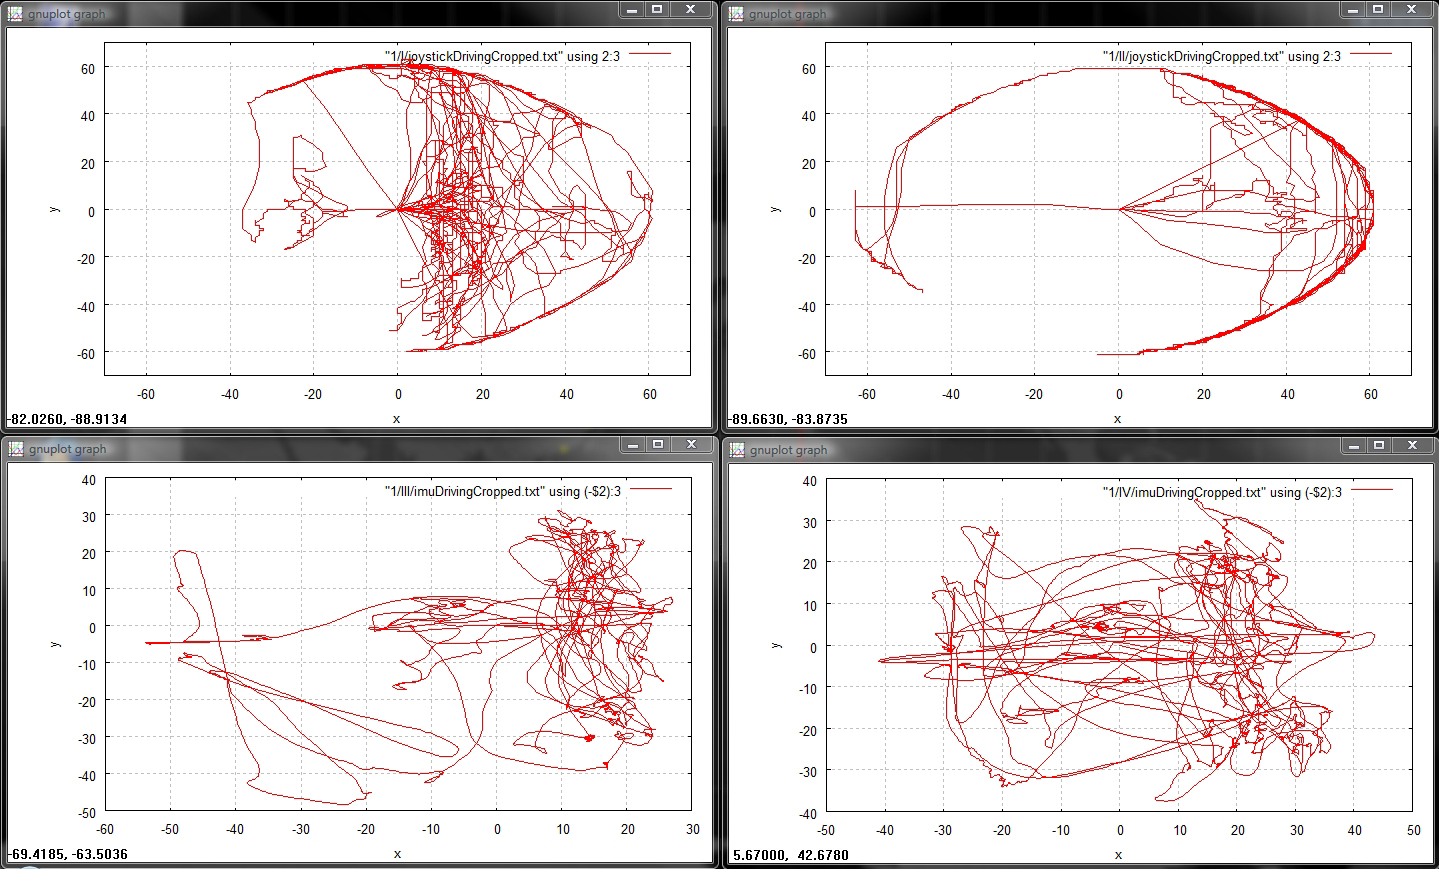 gnuplot graph
"1/I/joystickDrivingCropped.txt" using 2:3
60
40
20
0
-20
-40
-60
y
-60 -40 -20 0 20 40 60
x
-82.0260, -88.9134
gnuplot graph
"1/II/joystickDrivingCropped.txt" using 2:3
60
40
20
0
-20
-40
-60
y
-60 -40 -20 0 20 40 60
x
-89.6630, -83.8735
gnuplot graph
"1/III/imuDrivingCropped.txt" using (-$2):3
40
30
20
10
0
-10
-20
-30
-40
-50
y
-60 -50 -40 -30 -20 -10 0 10 20 30
x
-69.4185, -63.5036
gnuplot graph
"1/IV/imuDrivingCropped.txt" using (-$2):3
40
30
20
10
0
-10
-20
-30
-40
y
-50 -40 -30 -20 -10 0 10 20 30 40 50
x
5.67000, 42.6780